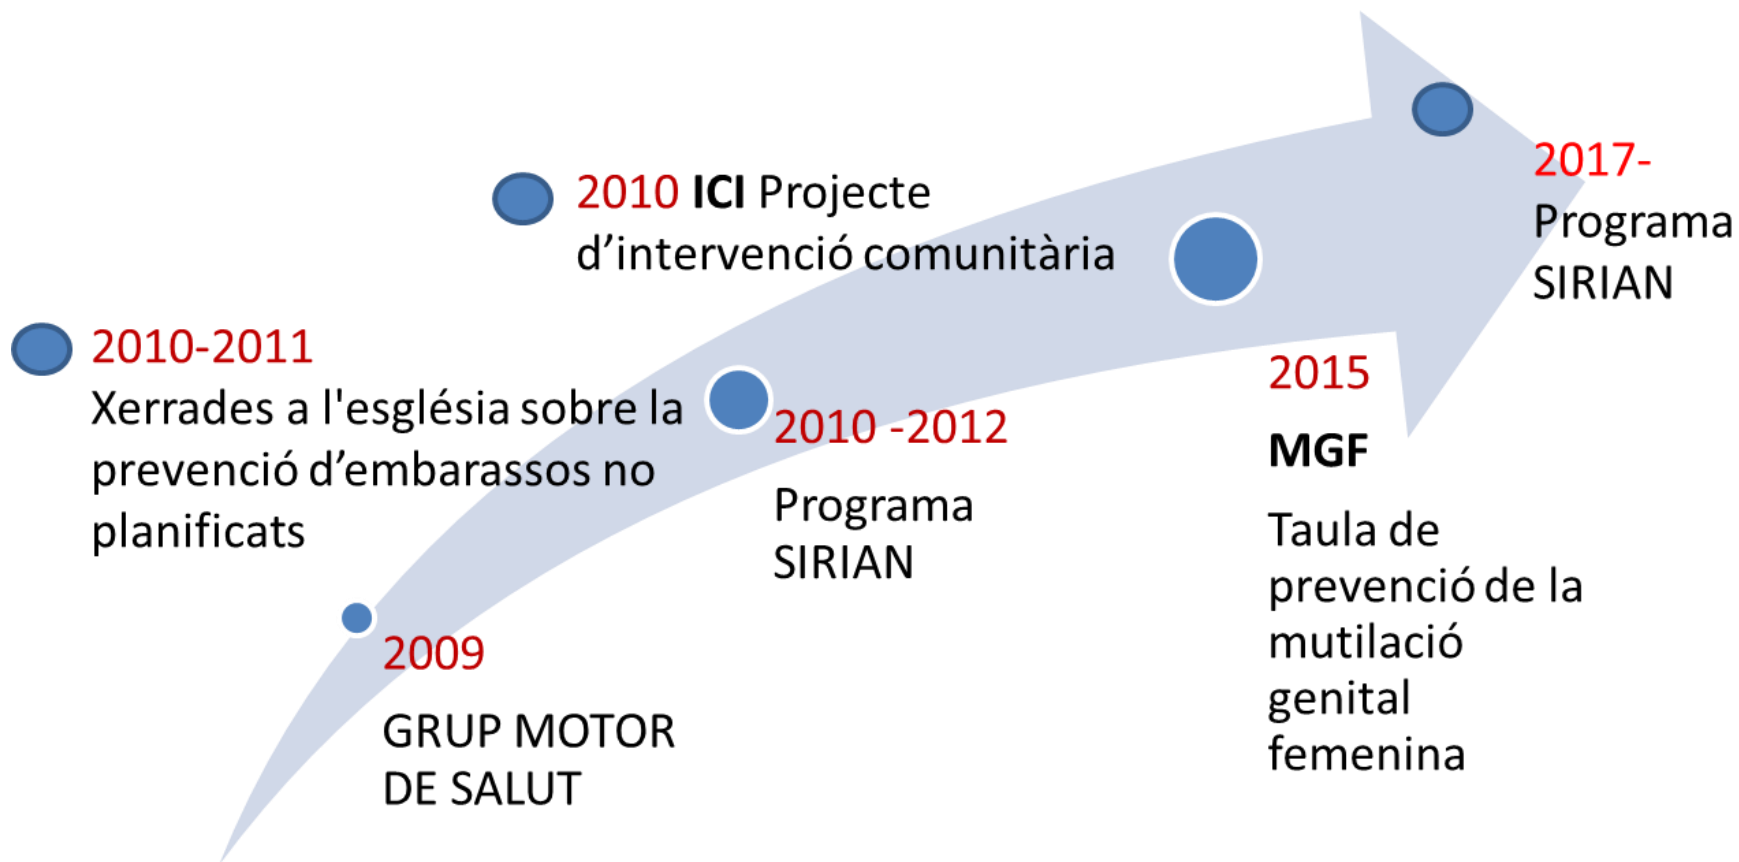 2010 ICI Projecte
d’intervenció comunitària
2010-2011
Xerrades a l'església sobre la
prevenció d’embarassos no
planificats
2009
GRUP MOTOR
DE SALUT
2010 -2012
Programa
SIRIAN
2015
MGF
Taula de
prevenció de la
mutilació
genital
femenina
2017-
Programa
SIRIAN